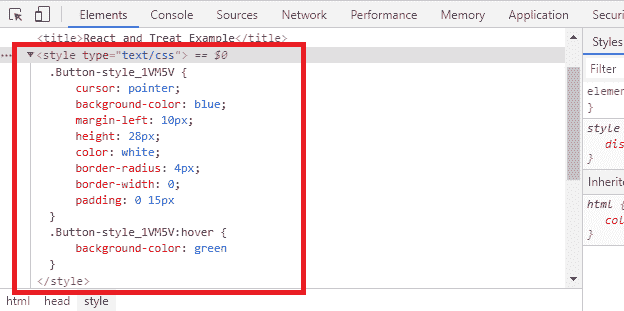 Elements Console Sources Network Performance Memory Application Securi
<title>React and Treat Example</title>
... ▼<style type="text/css"> == $0
.Button-style_1VM5V {
cursor: pointer;
background-color: blue;
margin-left: 10px;
height: 28px;
color: white;
border-radius: 4px;
border-width: 0;
padding: 0 15px
}
.Button-style_1VM5V:hover {
background-color: green
}
</style>
html head style
Styles
Filter
elemen
}
style
dis
}
Inherite
html {
colo
}